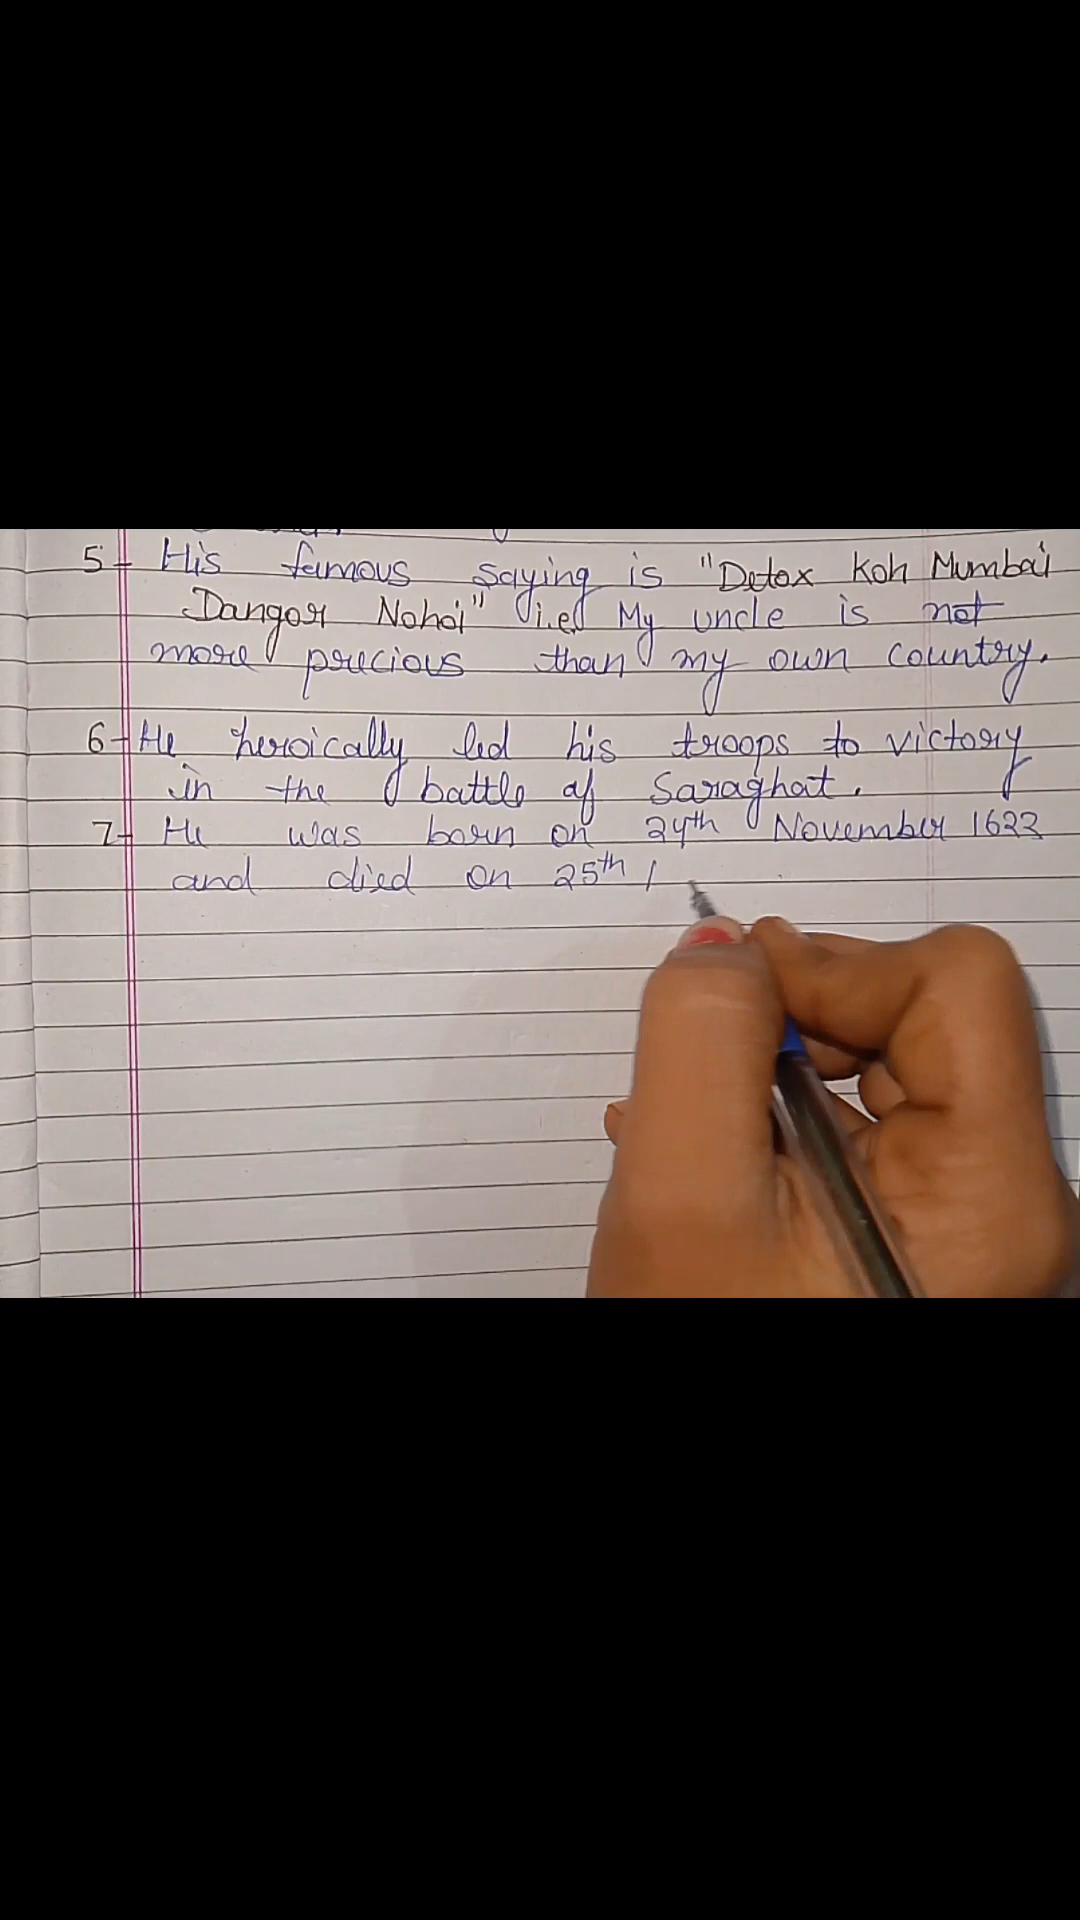 5- His famous saying is "Detox Koh Mumbai
Dangor Nohoi" i.e. My uncle is not
more precious than my own country.
6- He heroically led his troops to victory
in the battle of Saraghat.
7- He was born on 24th November 1622
and died on 25th